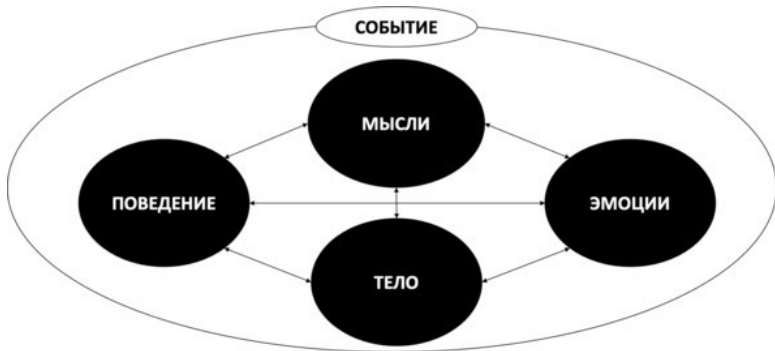 СОБЫТИЕ
МЫСЛИ
ПОВЕДЕНИЕ
ЭМОЦИИ
ТЕЛО